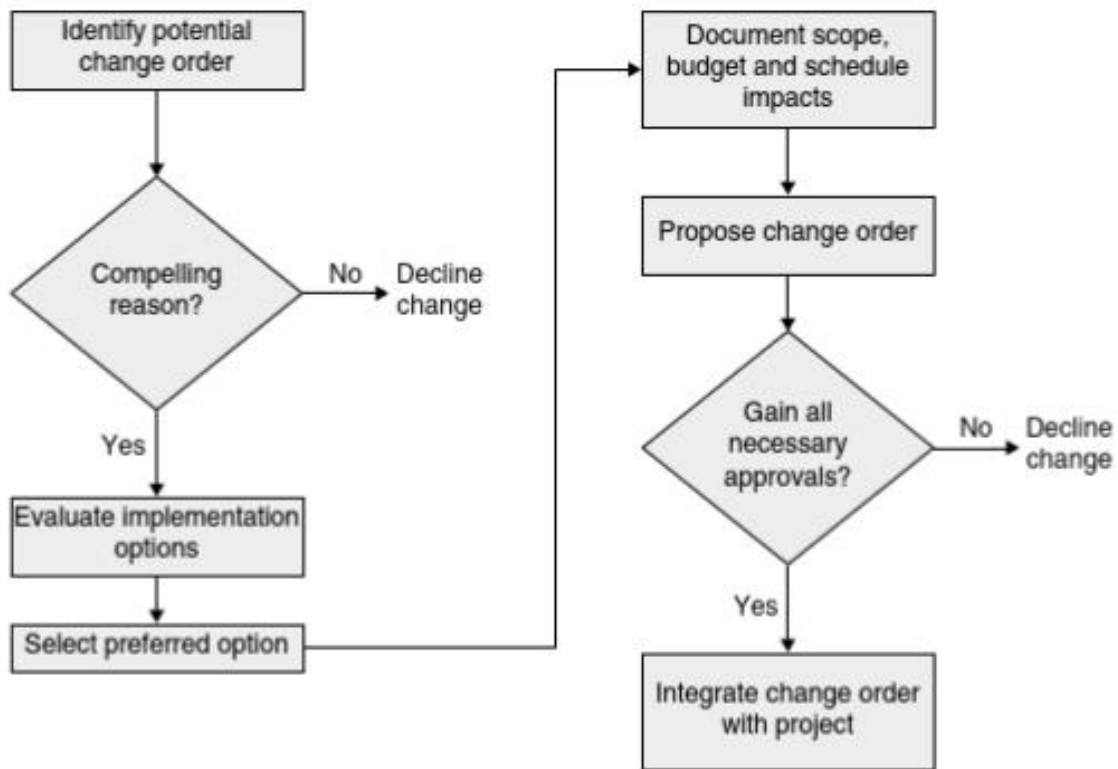 Identify potential
change order
Compelling
reason?
No
Decline
change
Yes
Evaluate implementation
options
Select preferred option
Document scope,
budget and schedule
impacts
Propose change order
Gain all
necessary
approvals?
No
Decline
change
Yes
Integrate change order
with project